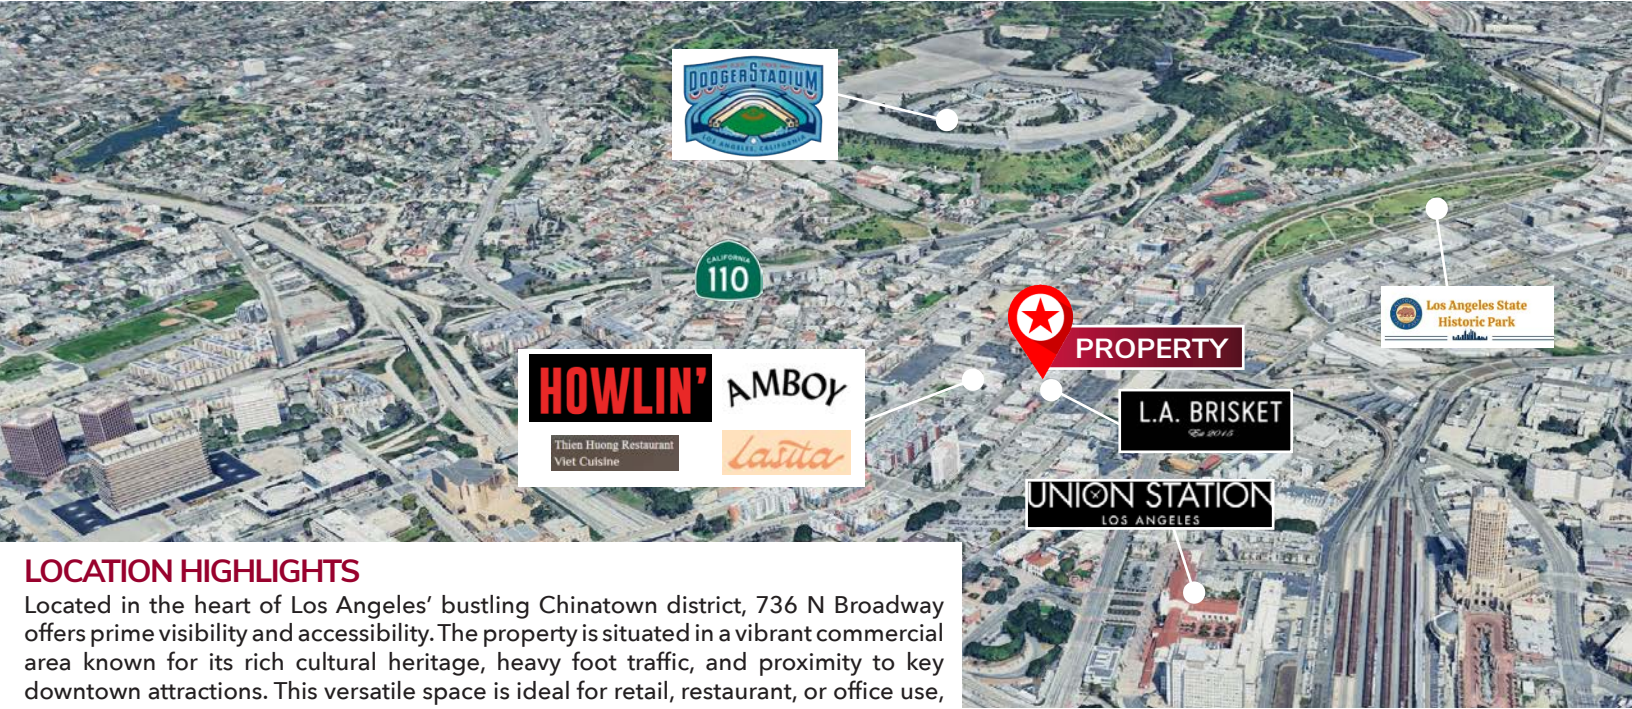 DODGER STADIUM
LOS ANGELES, CALIFORNIA
CALIFORNIA
110
Los Angeles State
Historic Park
PROPERTY
HOWLIN'
AMBOY
Thien Huong Restaurant
Viet Cuisine
Lasita
L.A. BRISKET
Est 2015
UNION STATION
LOS ANGELES
LOCATION HIGHLIGHTS
Located in the heart of Los Angeles’ bustling Chinatown district, 736 N Broadway
offers prime visibility and accessibility. The property is situated in a vibrant commercial
area known for its rich cultural heritage, heavy foot traffic, and proximity to key
downtown attractions. This versatile space is ideal for retail, restaurant, or office use,